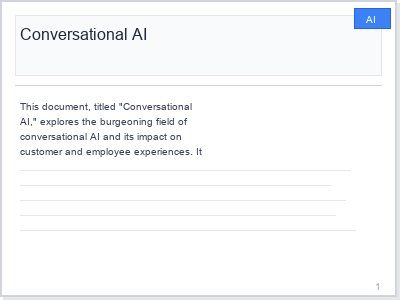 AI
Conversational AI
This document, titled "Conversational
AI," explores the burgeoning field of
conversational AI and its impact on
customer and employee experiences. It
1